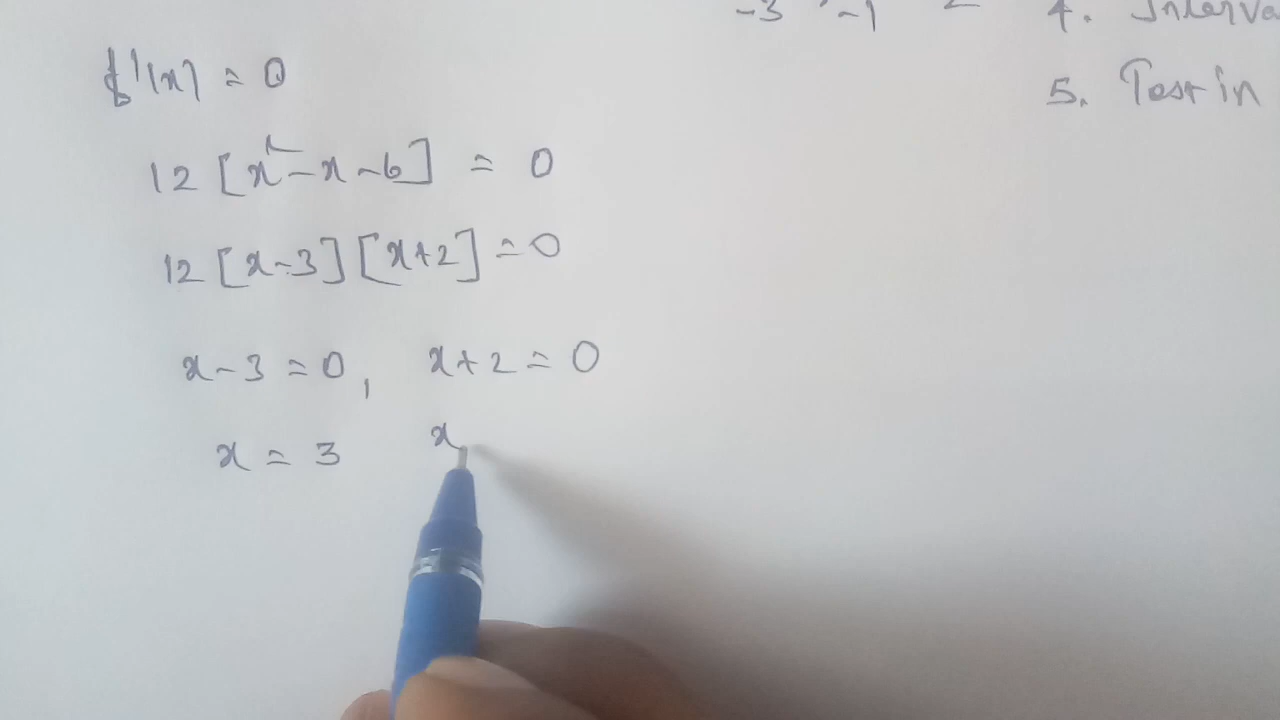 f'(x) = 0
12 [x² - x - 6] = 0
12 [x - 3] [x + 2] = 0
x - 3 = 0, x + 2 = 0
x = 3 x
-3 -1
4. Interva
5. Test in